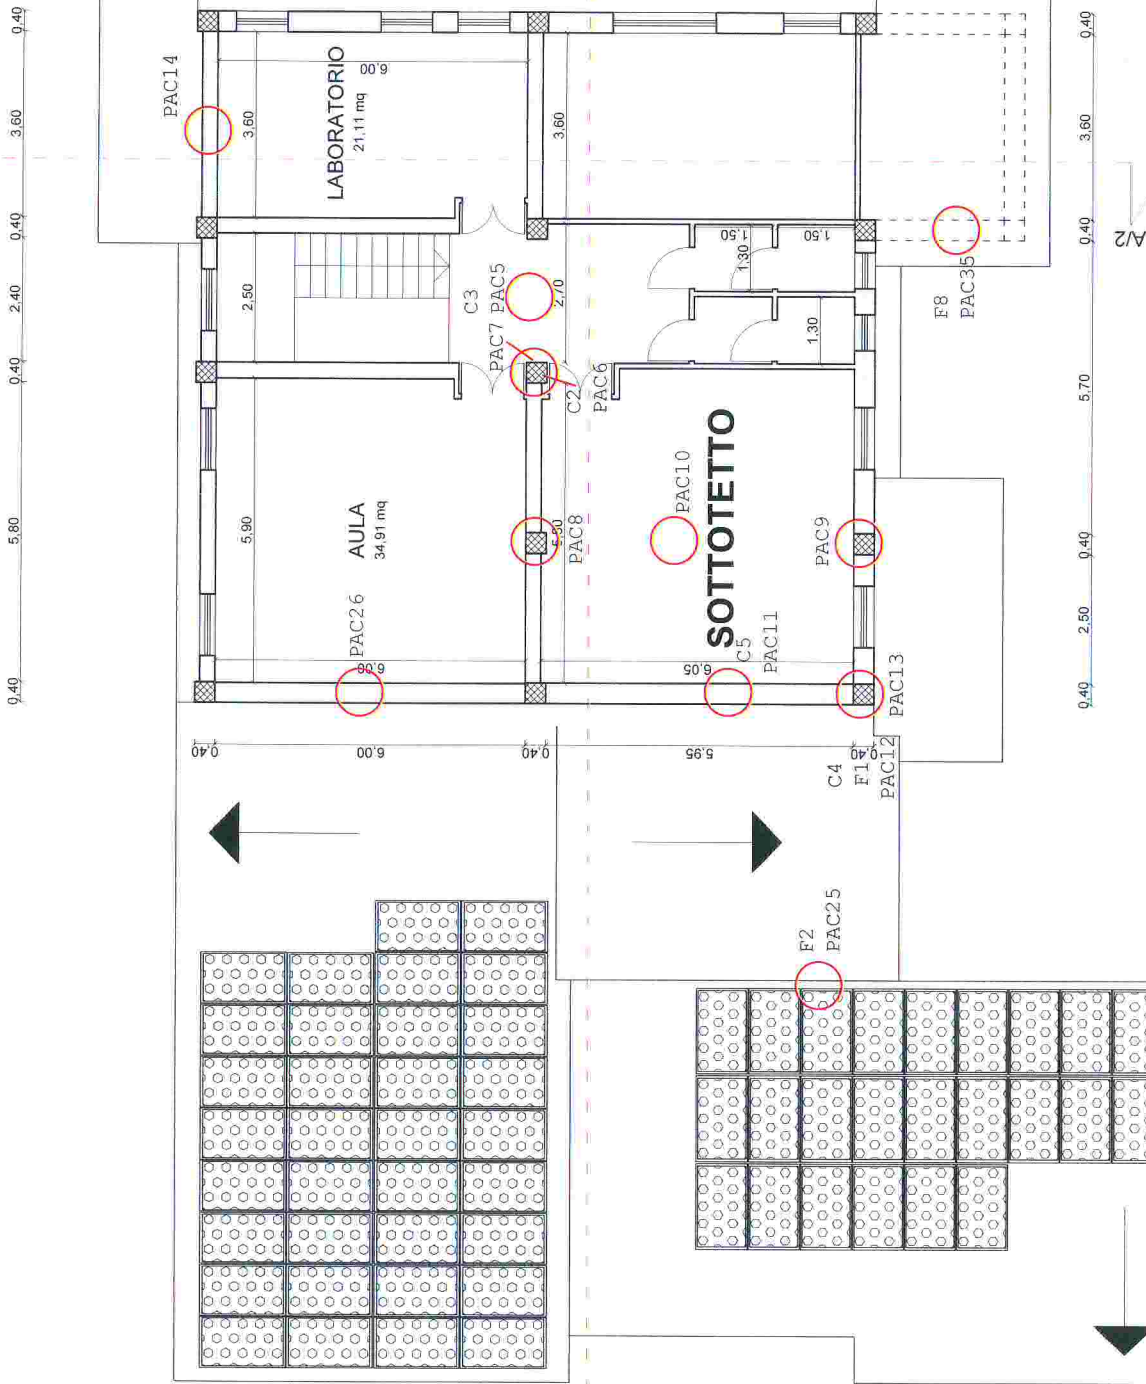 0,40
3,60
0,40
2,40
0,40
5,80
0,40
PAC14
3,60
6,00
LABORATORIO
21,11 mq
3,60
0,40
3,60
0,40
5,70
0,40
2,50
0,40
A/2
2,50
C3
PAC5
2,70
PAC7
C2
PAC6
1,50
1,50
1,30
1,30
F8
PAC35
5,90
AULA
34,91 mq
PAC26
6,00
5,50
PAC8
PAC10
SOTTOTETTO
PAC9
6,05
C5
PAC11
PAC13
0,40
6,00
0,40
5,95
0,40
C4
F1
PAC12
F2
PAC25